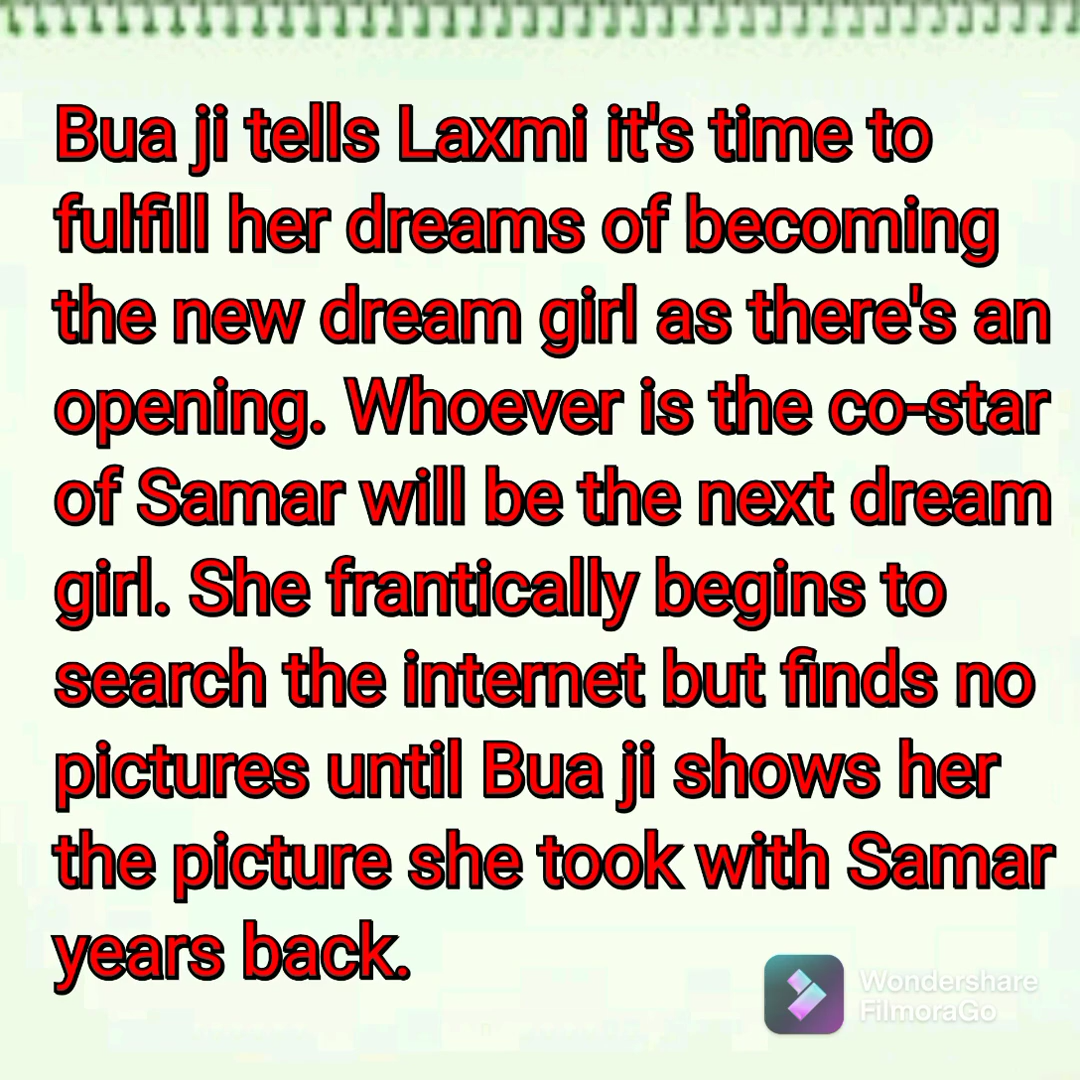 Bua ji tells Laxmi it's time to
fulfill her dreams of becoming
the new dream girl as there's an
opening. Whoever is the co-star
of Samar will be the next dream
girl. She frantically begins to
search the internet but finds no
pictures until Bua ji shows her
the picture she took with Samar
years back.
Wondershare
FilmoraGo